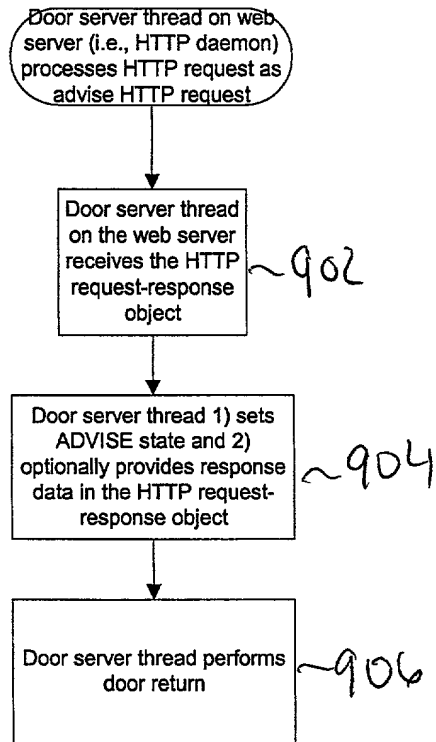 Door server thread on web
server (i.e., HTTP daemon)
processes HTTP request as
advise HTTP request
Door server thread
on the web server
receives the HTTP
request-response
object
902
Door server thread 1) sets
ADVISE state and 2)
optionally provides response
data in the HTTP request-
response object
904
Door server thread performs
door return
906